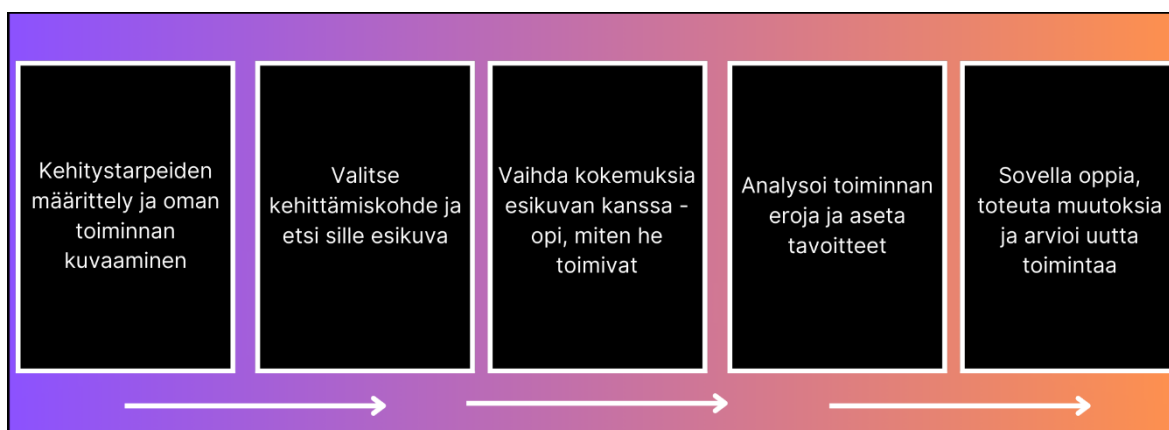 Kehitystarpeiden
määrittely ja oman
toiminnan
kuvaaminen
Valitse
kehittämiskohde ja
etsi sille esikuva
Vaihda kokemuksia
esikuvan kanssa -
opi, miten he
toimivat
Analysoi toiminnan
eroja ja aseta
tavoitteet
Sovella oppia,
toteuta muutoksia
ja arvioi uutta
toimintaa